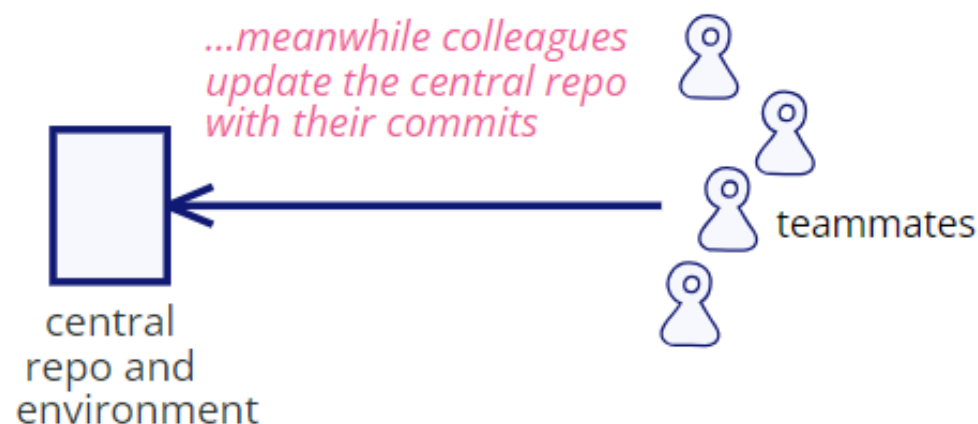 ...meanwhile colleagues
update the central repo
with their commits
teammates
central
repo and
environment